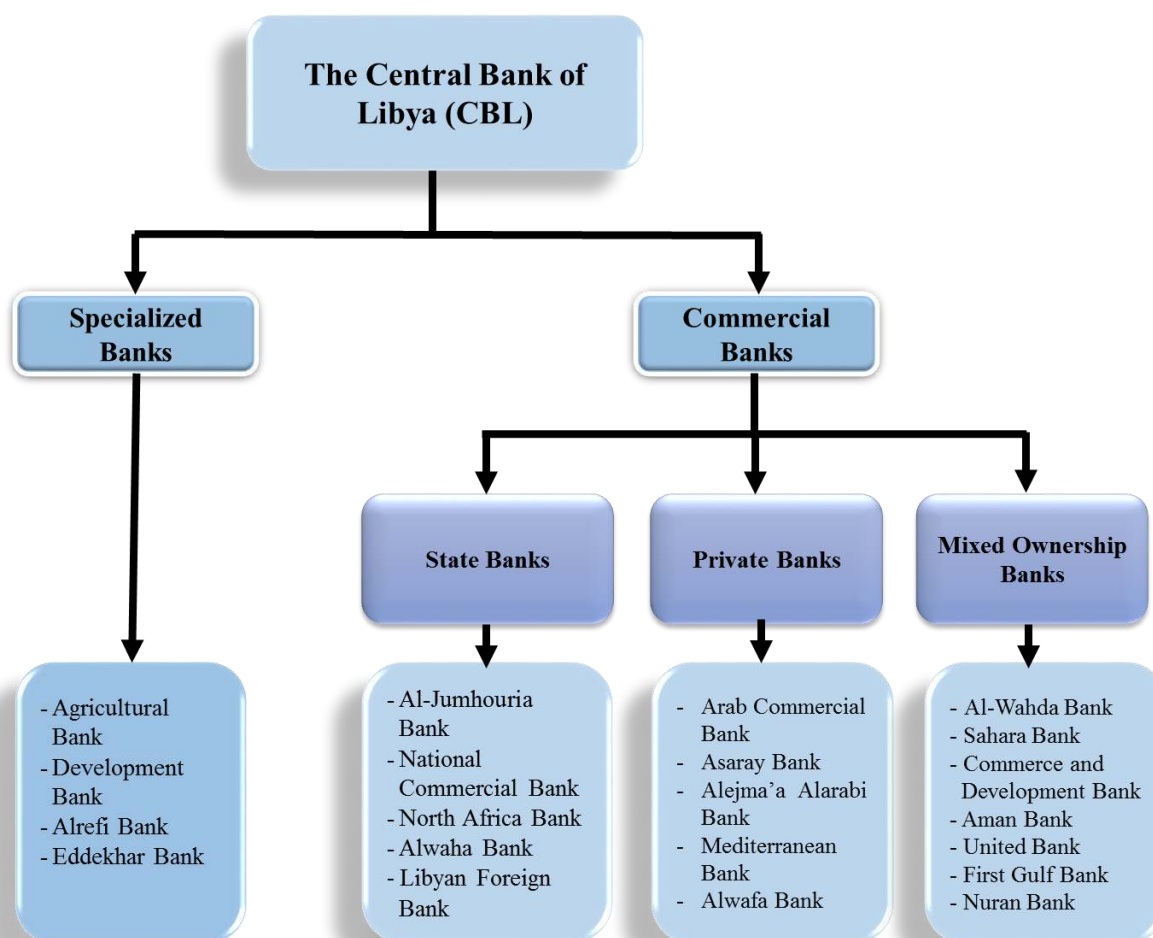 The Central Bank of
Libya (CBL)
Specialized
Banks
Commercial
Banks
State Banks
Private Banks
Mixed Ownership
Banks
- Agricultural
Bank
- Development
Bank
- Alrefi Bank
- Eddekhar Bank
- Al-Jumhouria
Bank
- National
Commercial Bank
- North Africa Bank
- Alwaha Bank
- Libyan Foreign
Bank
- Arab Commercial
Bank
- Asaray Bank
- Alejma’a Alarabi
Bank
- Mediterranean
Bank
- Alwafa Bank
- Al-Wahda Bank
- Sahara Bank
- Commerce and
Development Bank
- Aman Bank
- United Bank
- First Gulf Bank
- Nuran Bank